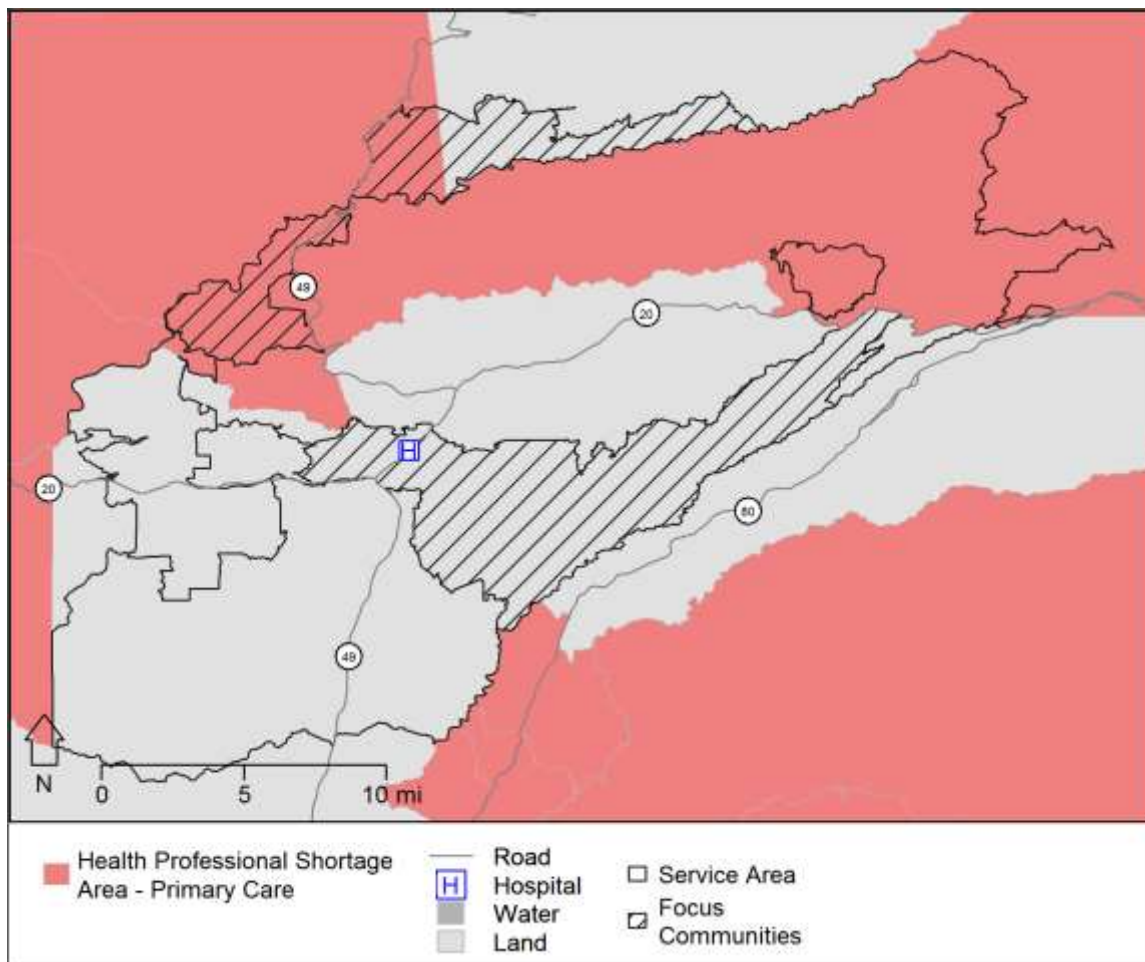 49
20
20
80
49
N
0 5 10 mi
H
Health Professional Shortage
Area - Primary Care
Road
H
Hospital
Water
Land
Service Area
Focus
Communities